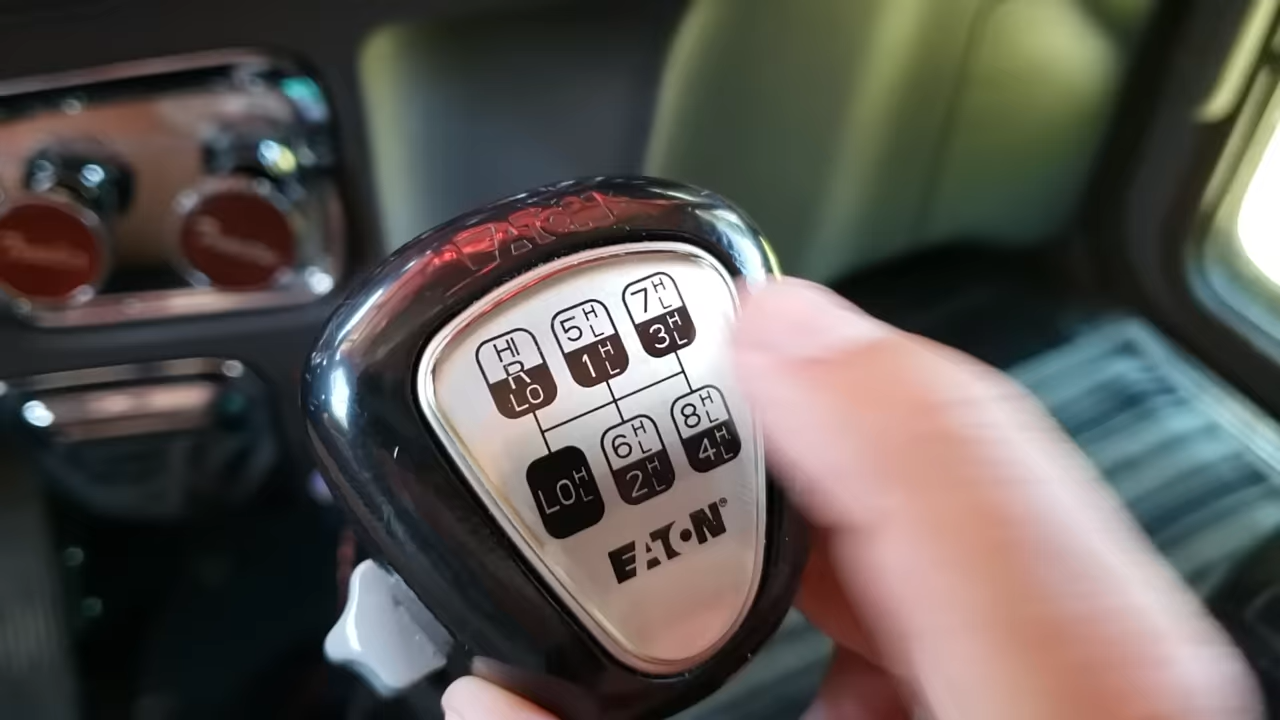 EATON
HI 5 H L 7 H L
R 1 H L 3 H L
LO
LO H L 6 H L 8 H L
2 H L 4 H L
EATON®